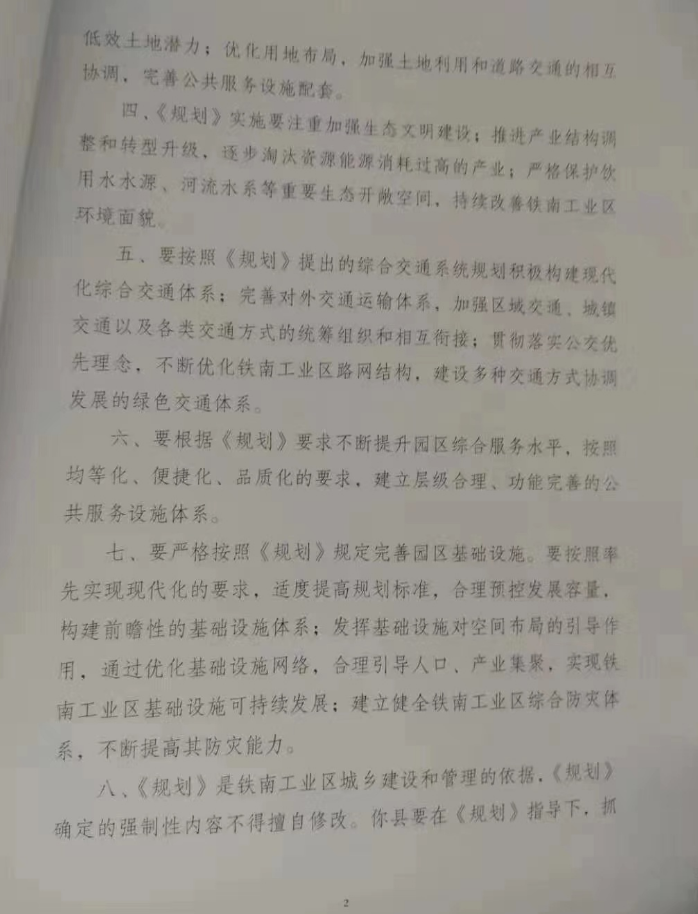 低效土地潜力；优化用地布局，加强土地利用和道路交通的相互
协调，完善公共服务设施配套。
四、《规划》实施要注重加强生态文明建设；推进产业结构调
整和转型升级，逐步淘汰资源能源消耗过高的产业；严格保护饮
用水水源、河流水系等重要生态开敞空间，持续改善铁南工业区
环境面貌。
五、要按照《规划》提出的综合交通系统规划积极构建现代
化综合交通体系；完善对外交通运输体系，加强区域交通、城镇
交通以及各类交通方式的统筹组织和相互衔接；贯彻落实公交优
先理念，不断优化铁南工业区路网结构，建设多种交通方式协调
发展的绿色交通体系。
六、要根据《规划》要求不断提升园区综合服务水平，按照
均等化、便捷化、品质化的要求，建立层级合理、功能完善的公
共服务设施体系。
七、要严格按照《规划》规定完善园区基础设施。要按照率
先实现现代化的要求，适度提高规划标准，合理预控发展容量，
构建前瞻性的基础设施体系；发挥基础设施对空间布局的引导作
用，通过优化基础设施网络，合理引导人口、产业集聚，实现铁
南工业区基础设施可持续发展；建立健全铁南工业区综合防灾体
系，不断提高其防灾能力。
八、《规划》是铁南工业区城乡建设和管理的依据，《规划》
确定的强制性内容不得擅自修改。你县要在《规划》指导下，抓
2